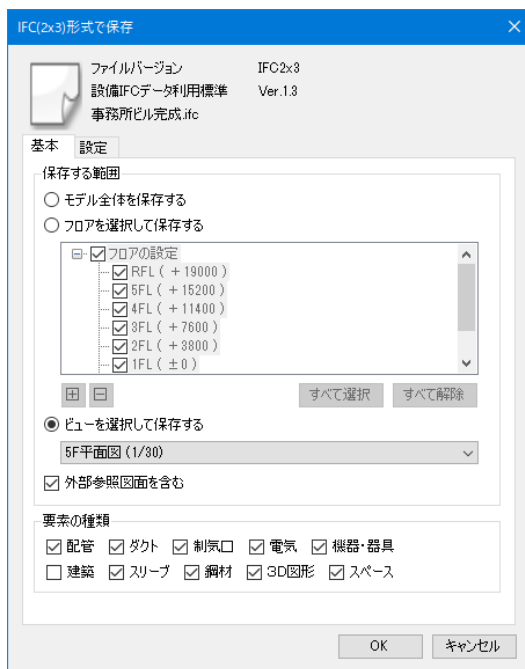 IFC(2x3)形式で保存
ファイルバージョン IFC2x3
設備IFCデータ利用標準 Ver.1.3
事務所ビル完成.ifc
基本 設定
保存する範囲
モデル全体を保存する
フロアを選択して保存する
フロアの設定
RFL ( +19000 )
5FL ( +15200 )
4FL ( +11400 )
3FL ( +7600 )
2FL ( +3800 )
1FL ( ±0 )
すべて選択 すべて解除
ビューを選択して保存する
5F平面図 (1/30)
外部参照図面を含む
要素の種類
配管 ダクト 制気口 電気 機器・器具
建築 スリーブ 鋼材 3D図形 スペース
OK キャンセル